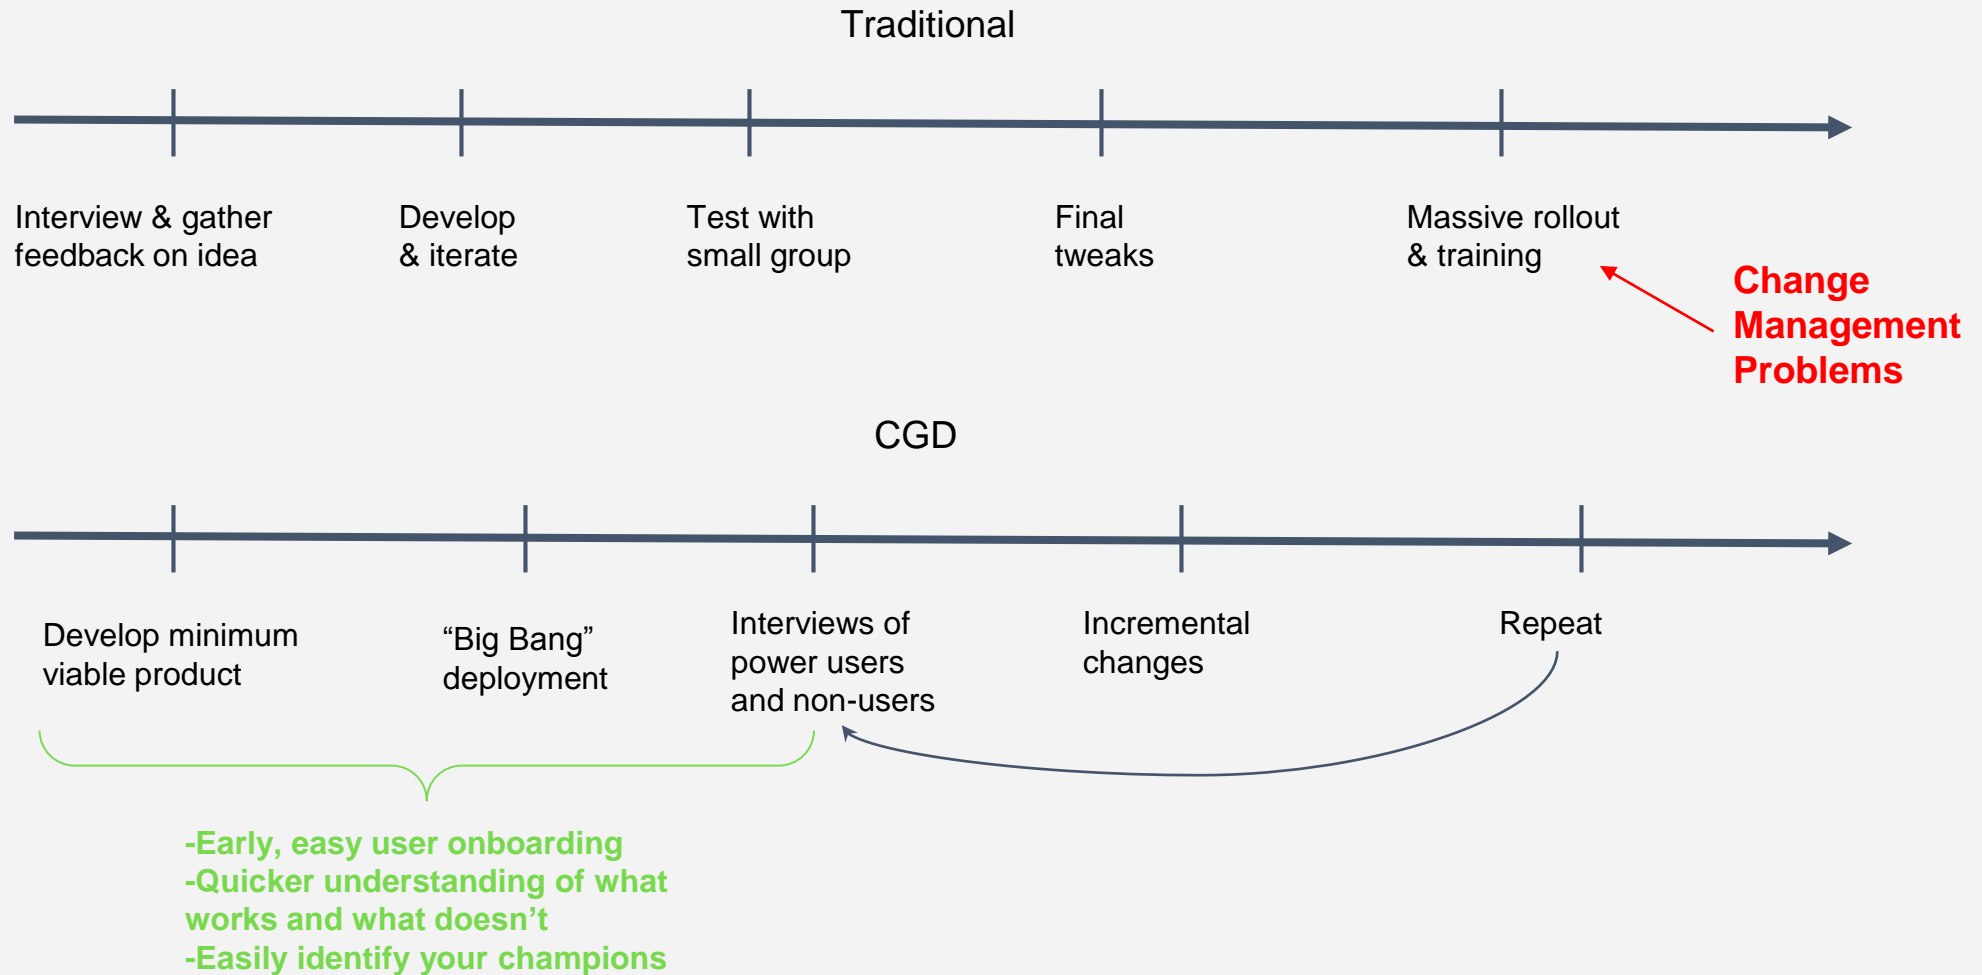 Traditional
Interview & gather
feedback on idea
Develop
& iterate
Test with
small group
Final
tweaks
Massive rollout
& training
Change
Management
Problems
CGD
Develop minimum
viable product
“Big Bang”
deployment
Interviews of
power users
and non-users
Incremental
changes
Repeat
-Early, easy user onboarding
-Quicker understanding of what
works and what doesn’t
-Easily identify your champions